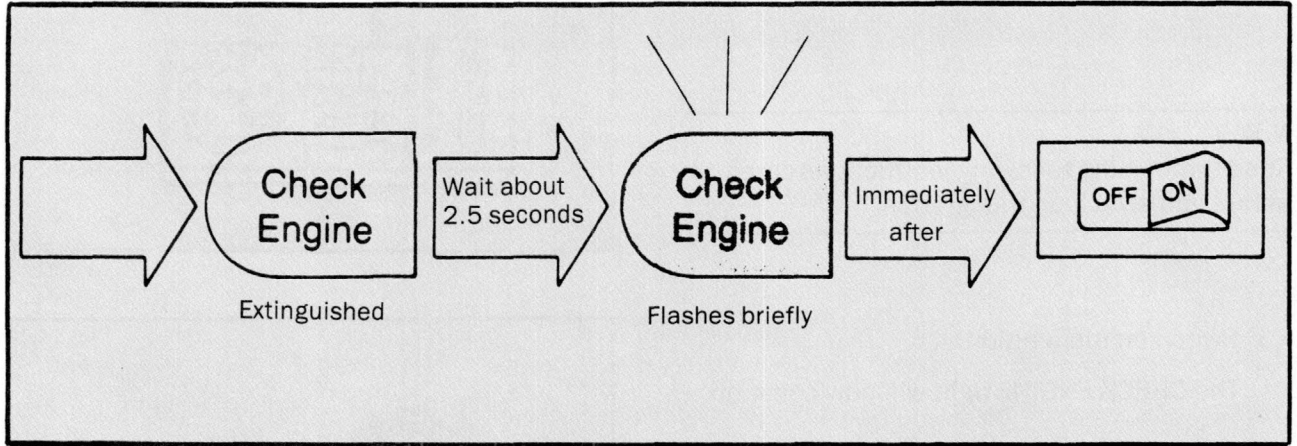 Check
Engine
Extinguished
Wait about
2.5 seconds
Check
Engine
Flashes briefly
Immediately
after
OFF ON